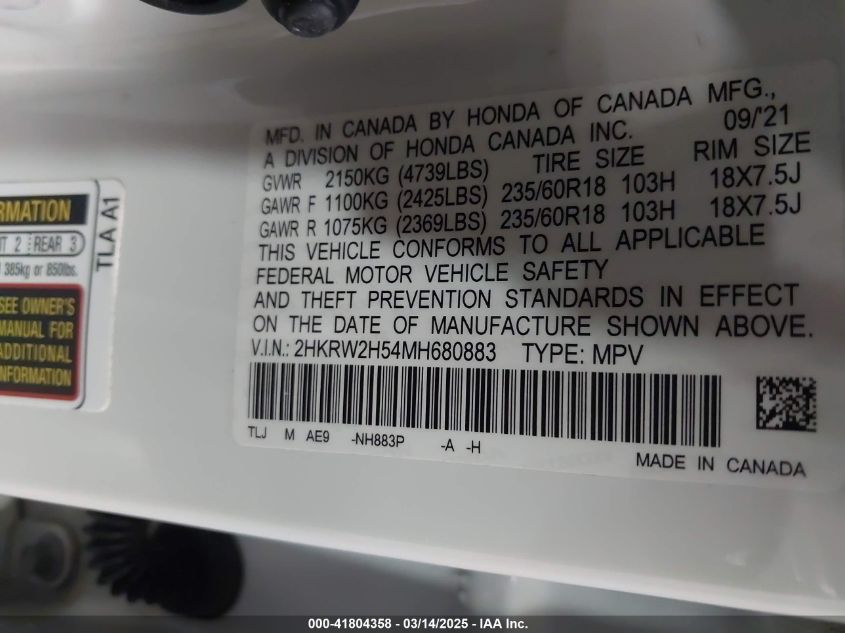 MFD. IN CANADA BY HONDA OF CANADA MFG.,
A DIVISION OF HONDA CANADA INC. 09/'21
GVWR 2150KG (4739LBS) TIRE SIZE RIM SIZE
GAWR F 1100KG (2425LBS) 235/60R18 103H 18X7.5J
GAWR R 1075KG (2369LBS) 235/60R18 103H 18X7.5J
THIS VEHICLE CONFORMS TO ALL APPLICABLE
FEDERAL MOTOR VEHICLE SAFETY
AND THEFT PREVENTION STANDARDS IN EFFECT
ON THE DATE OF MANUFACTURE SHOWN ABOVE.
V.I.N.: 2HKRW2H54MH680883 TYPE: MPV
TLJ M AE9 -NH883P -A -H
MADE IN CANADA
TLA A1
2 REAR 3
385kg or 850lbs.
SEE OWNER'S
MANUAL FOR
ADDITIONAL
INFORMATION
000-41804358 - 03/14/2025 - IAA Inc.